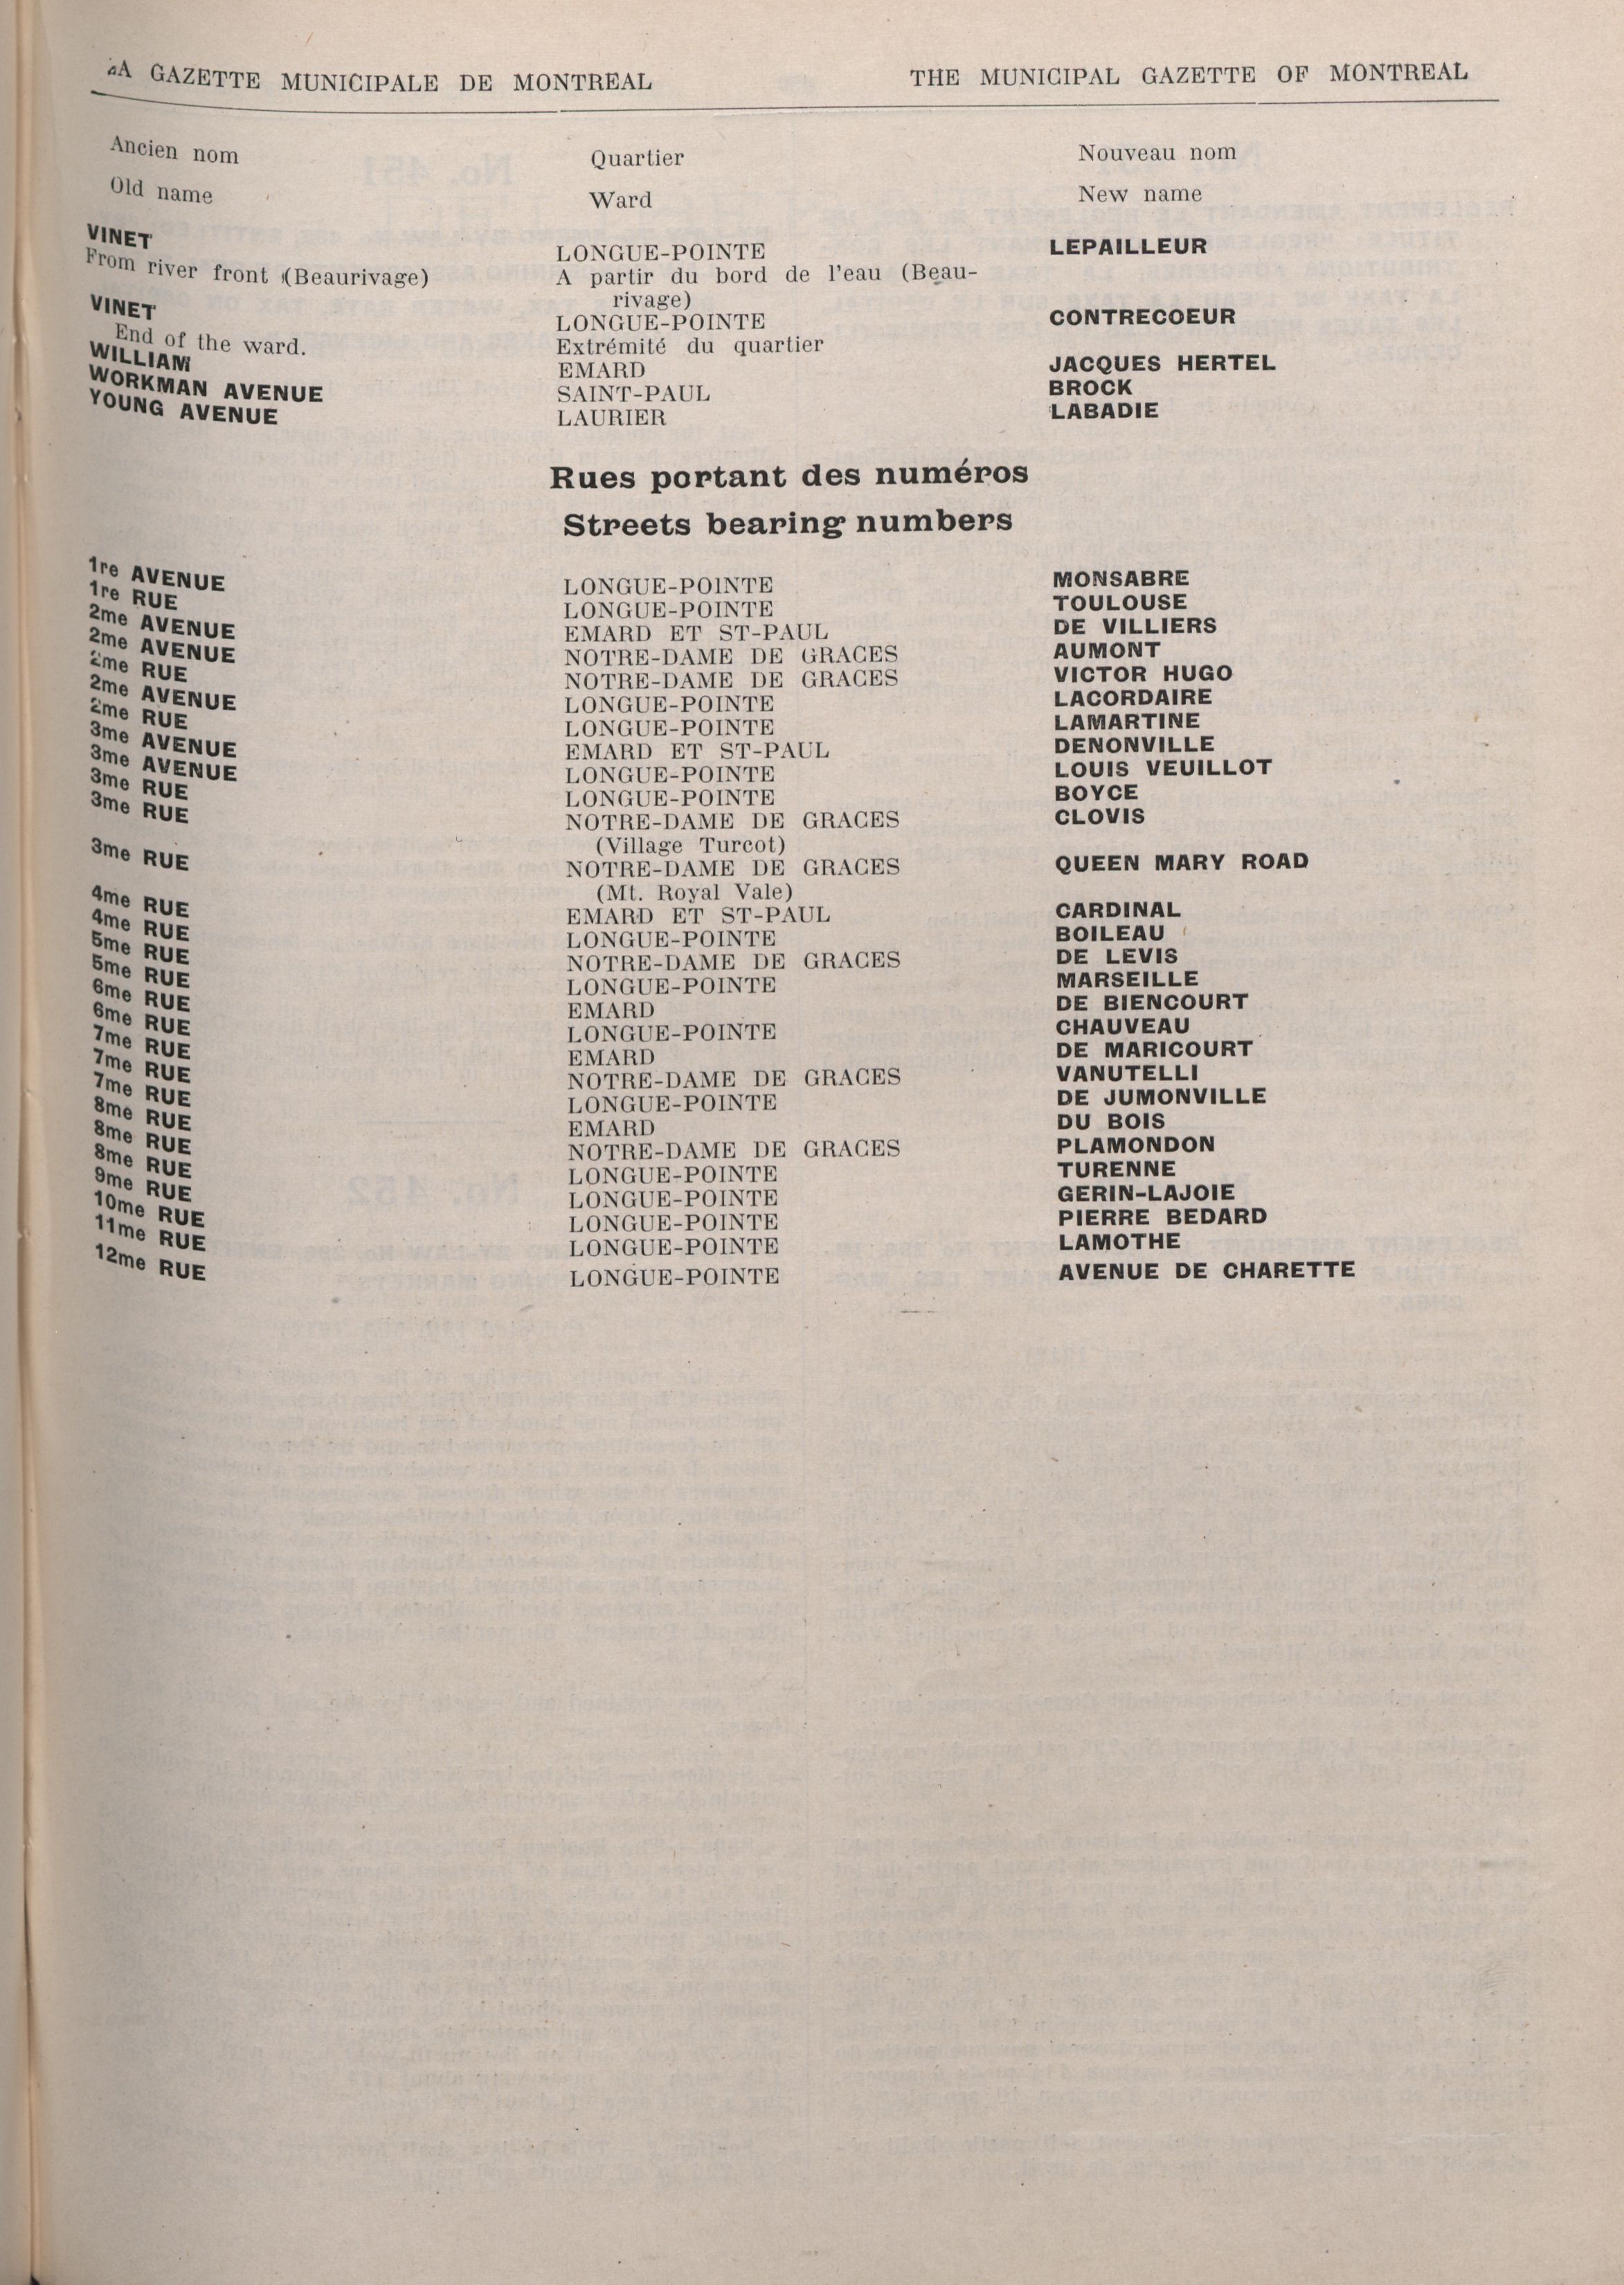 LA GAZETTE MUNICIPALE DE MONTREAL THE MUNICIPAL GAZETTE OF MONTREAL
Ancien nom Quartier Nouveau nom
Old name Ward New name
VINET LONGUE-POINTE LEPAILLEUR
From river front (Beaurivage) A partir du bord de l'eau (Beau-
rivage)
VINET LONGUE-POINTE CONTRECOEUR
End of the ward. Extrémité du quartier
WILLIAM EMARD JACQUES HERTEL
WORKMAN AVENUE SAINT-PAUL BROCK
YOUNG AVENUE LAURIER LABADIE
Rues portant des numéros
Streets bearing numbers
1re AVENUE LONGUE-POINTE MONSABRE
1re RUE LONGUE-POINTE TOULOUSE
2me AVENUE EMARD ET ST-PAUL DE VILLIERS
2me AVENUE NOTRE-DAME DE GRACES AUMONT
2me RUE NOTRE-DAME DE GRACES VICTOR HUGO
2me AVENUE LONGUE-POINTE LACORDAIRE
2me RUE LONGUE-POINTE LAMARTINE
3me AVENUE EMARD ET ST-PAUL DENONVILLE
3me AVENUE LONGUE-POINTE LOUIS VEUILLOT
3me RUE LONGUE-POINTE BOYCE
3me RUE NOTRE-DAME DE GRACES CLOVIS
(Village Turcot)
3me RUE NOTRE-DAME DE GRACES QUEEN MARY ROAD
(Mt. Royal Vale)
4me RUE EMARD ET ST-PAUL CARDINAL
4me RUE LONGUE-POINTE BOILEAU
5me RUE NOTRE-DAME DE GRACES DE LEVIS
5me RUE LONGUE-POINTE MARSEILLE
6me RUE EMARD DE BIENCOURT
6me RUE LONGUE-POINTE CHAUVEAU
7me RUE EMARD DE MARICOURT
7me RUE NOTRE-DAME DE GRACES VANUTELLI
7me RUE LONGUE-POINTE DE JUMONVILLE
8me RUE EMARD DU BOIS
8me RUE NOTRE-DAME DE GRACES PLAMONDON
8me RUE LONGUE-POINTE TURENNE
9me RUE LONGUE-POINTE GERIN-LAJOIE
10me RUE LONGUE-POINTE PIERRE BEDARD
11me RUE LONGUE-POINTE LAMOTHE
12me RUE LONGUE-POINTE AVENUE DE CHARETTE